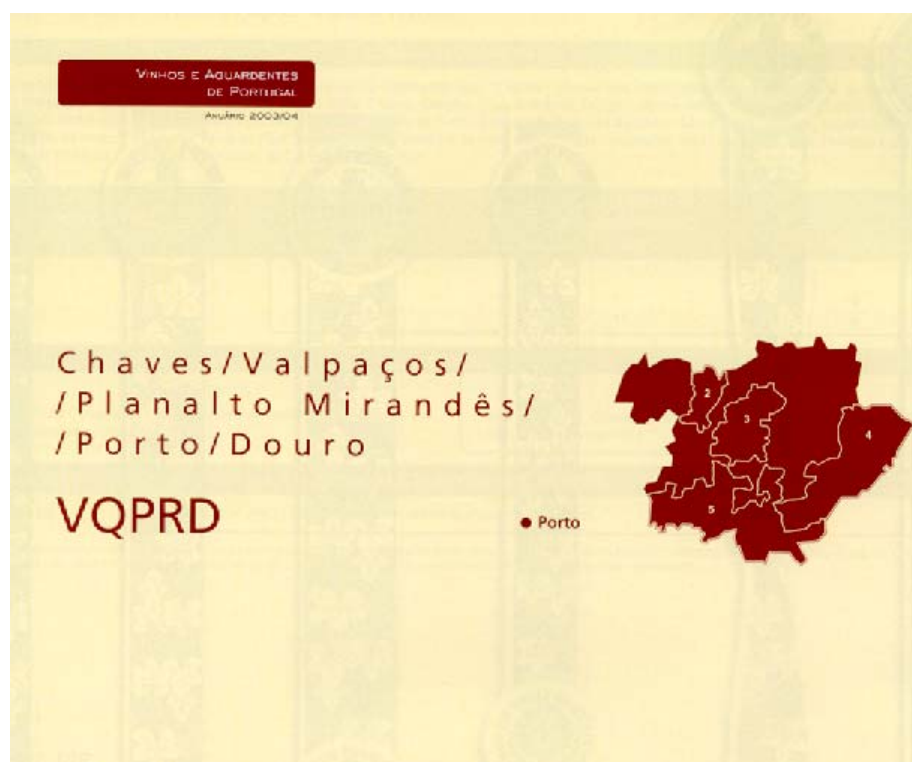 VINHOS E AGUARDENTES
DE PORTUGAL
ANUÁRIO 2003/04
Chaves/Valpaços/
/Planalto Mirandês/
/Porto/Douro
VQPRD
● Porto
2
3
4
5